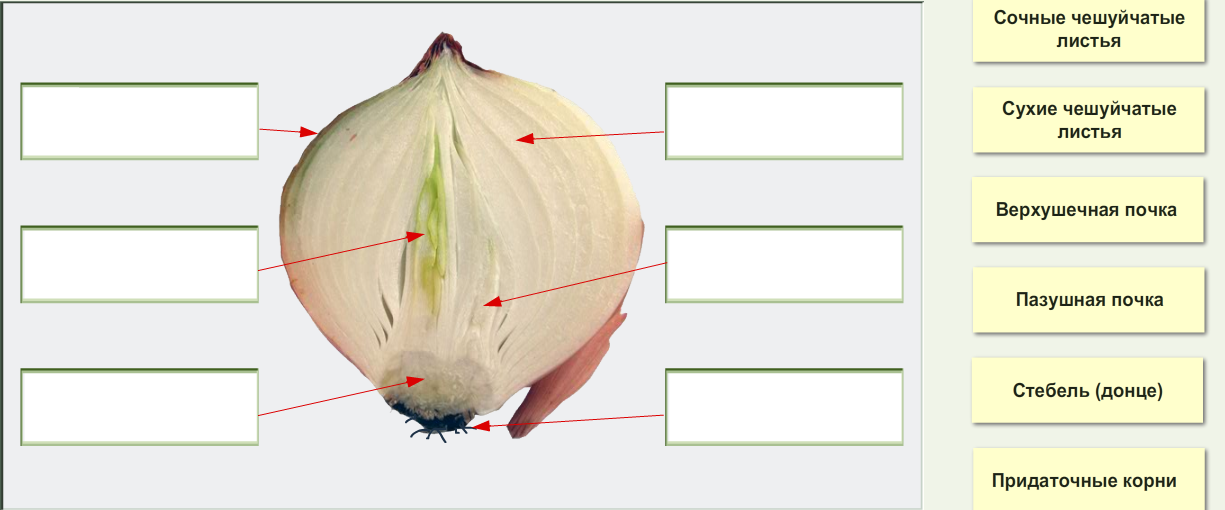 Сочные чешуйчатые
листья
Сухие чешуйчатые
листья
Верхушечная почка
Пазушная почка
Стебель (донце)
Придаточные корни